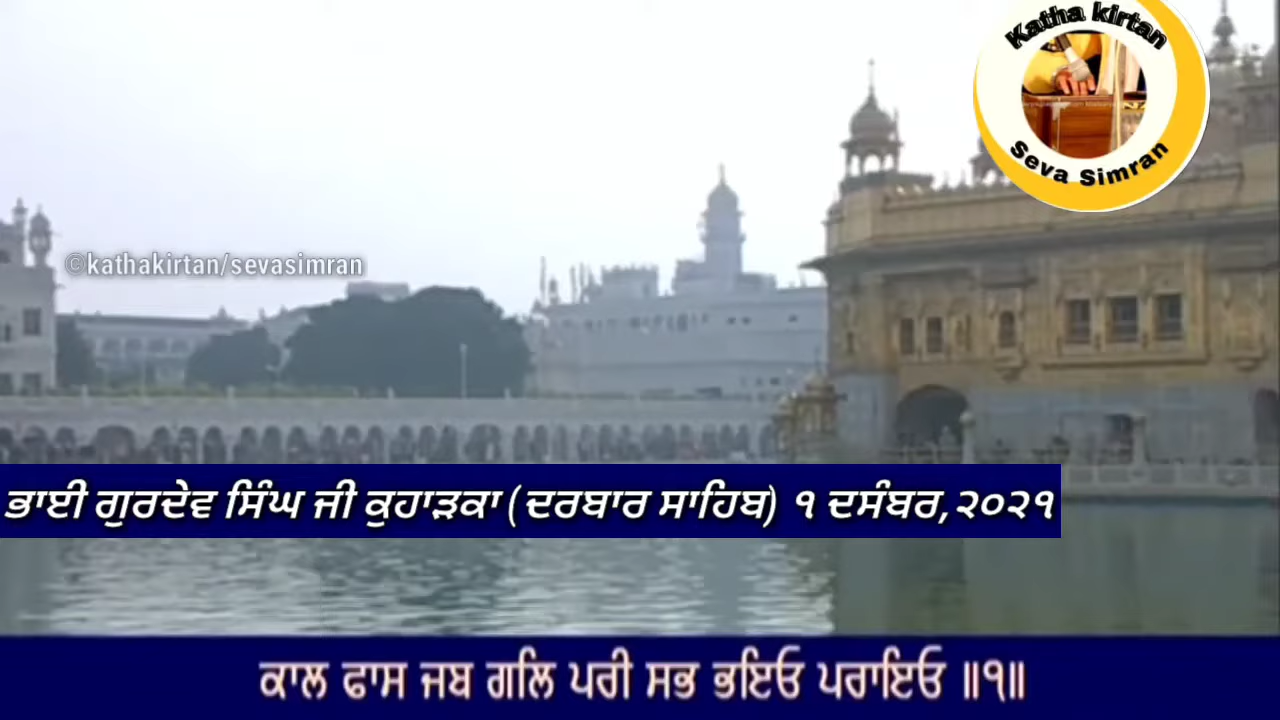 Katha kirtan
Seva Simran
©kathakirtan/sevasimran
ਭਾਈ ਗੁਰਦੇਵ ਸਿੰਘ ਜੀ ਕੁਹਾੜਕਾ (ਦਰਬਾਰ ਸਾਹਿਬ) ੧ ਦਸੰਬਰ,੨੦੨੧
ਕਾਲ ਫਾਸ ਜਬ ਗਲਿ ਪਰੀ ਸਭ ਭਇਓ ਪਰਾਇਓ ॥੧॥